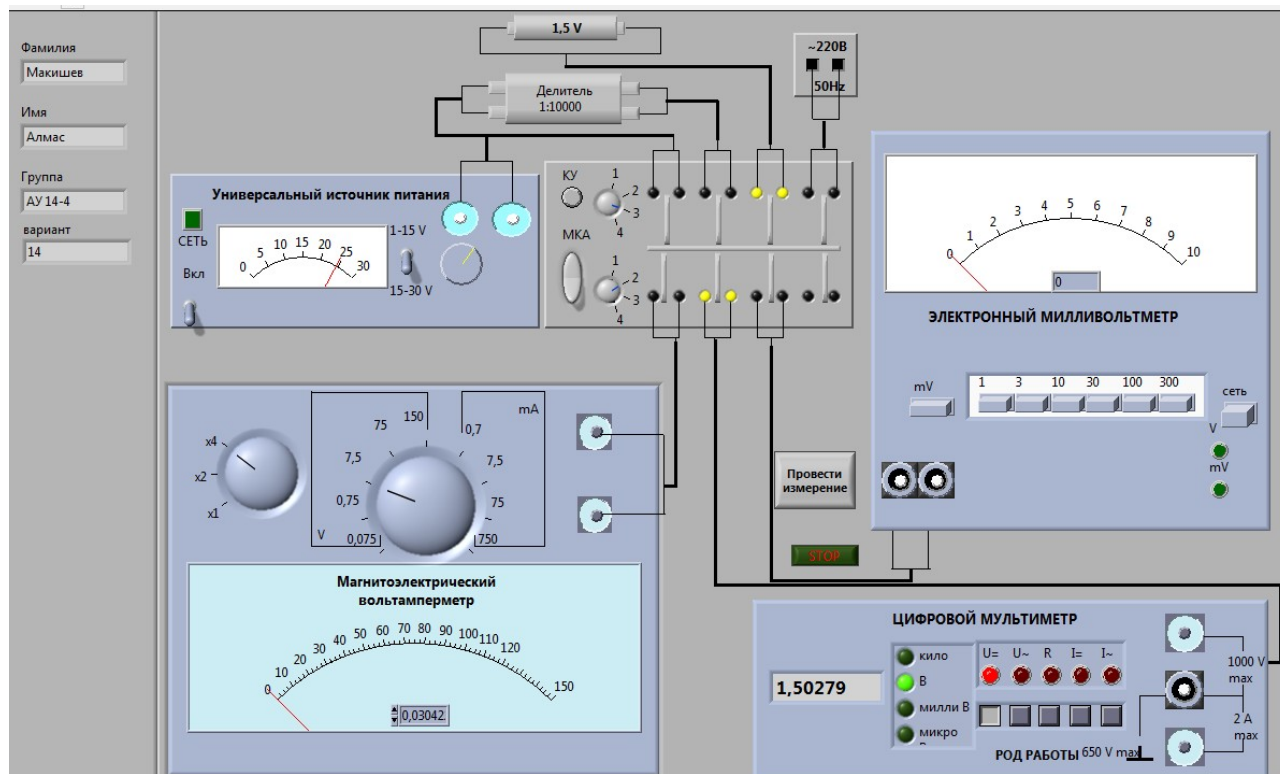 Фамилия
Макишев
Имя
Алмас
Группа
АУ 14-4
вариант
14
1,5 V
Делитель
1:10000
~220В
50Hz
Универсальный источник питания
СЕТЬ
Вкл
0 5 10 15 20 25 30
1-15 V
15-30 V
КУ
1
2
3
4
МКА
1
2
3
4
0 1 2 3 4 5 6 7 8 9 10
0
ЭЛЕКТРОННЫЙ МИЛЛИВОЛЬТМЕТР
mV
1 3 10 30 100 300
сеть
V
mV
x4
x2
x1
150
75
7,5
0,75
0,075
V
mA
0,7
7,5
75
750
Провести
измерение
STOP
Магнитоэлектрический
вольтамперметр
0 10 20 30 40 50 60 70 80 90 100 110 120 150
0,03042
ЦИФРОВОЙ МУЛЬТИМЕТР
1,50279
кило
В
милли В
микро
U= U~ R I= I~
РОД РАБОТЫ
650 V max
1000 V
max
2 A
max